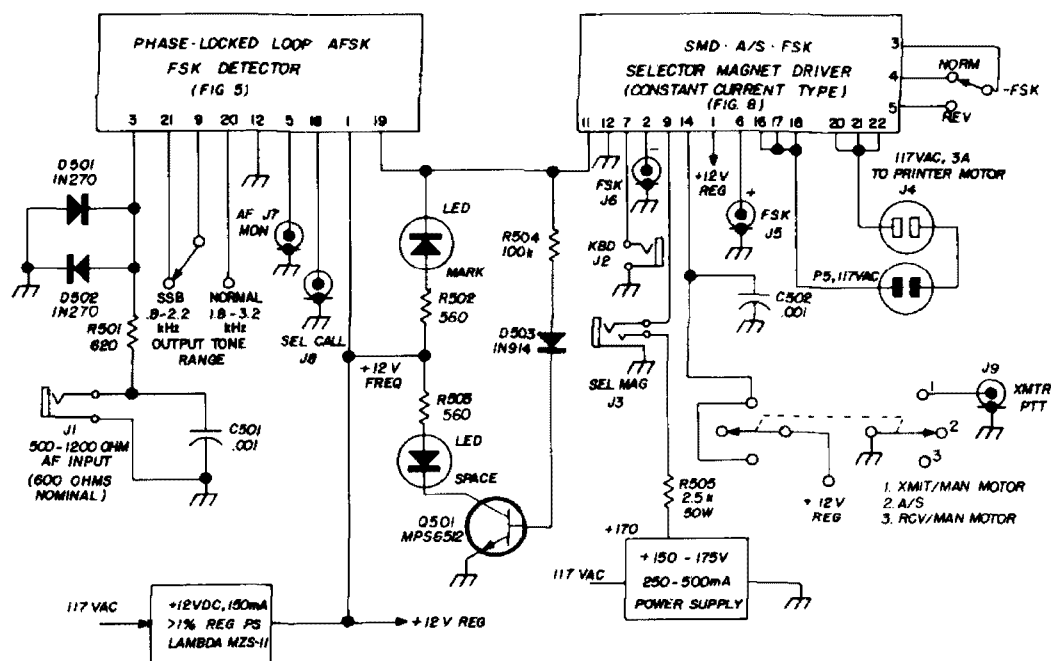 PHASE-LOCKED LOOP AFSK
FSK DETECTOR
(FIG 5)
3 21 9 20 12 5 18 1 19
SMD · A/S · FSK
SELECTOR MAGNET DRIVER
(CONSTANT CURRENT TYPE)
(FIG. 8)
3
4
5
NORM
-FSK
REV
11 12 7 2 9 14 1 6 16 17 18 20 21 22
D501
1N270
D502
1N270
R501
620
SSB
.8-2.2
kHz
NORMAL
1.8-3.2
kHz
OUTPUT TONE
RANGE
AF J7
MON
SEL CALL
J8
LED
MARK
R502
560
+12 V
FREQ
R505
560
LED
SPACE
Q501
MPS6512
R504
100k
D503
1N914
FSK
J6
-
KBD
J2
SEL MAG
J3
+12V
REG
+
FSK
J5
117VAC, 3A
TO PRINTER MOTOR
J4
P5, 117VAC
C502
.001
J1
500-1200 OHM
AF INPUT
(600 OHMS
NOMINAL)
C501
.001
R505
2.5k
50W
+170
+150 - 175V
250-500mA
POWER SUPPLY
117 VAC
+12V
REG
J9
XMTR
PTT
1
2
3
1. XMIT/MAN MOTOR
2. A/S
3. RCV/MAN MOTOR
117 VAC
+12VDC, 150mA
>1% REG PS
LAMBDA MZS-11
+12 V REG